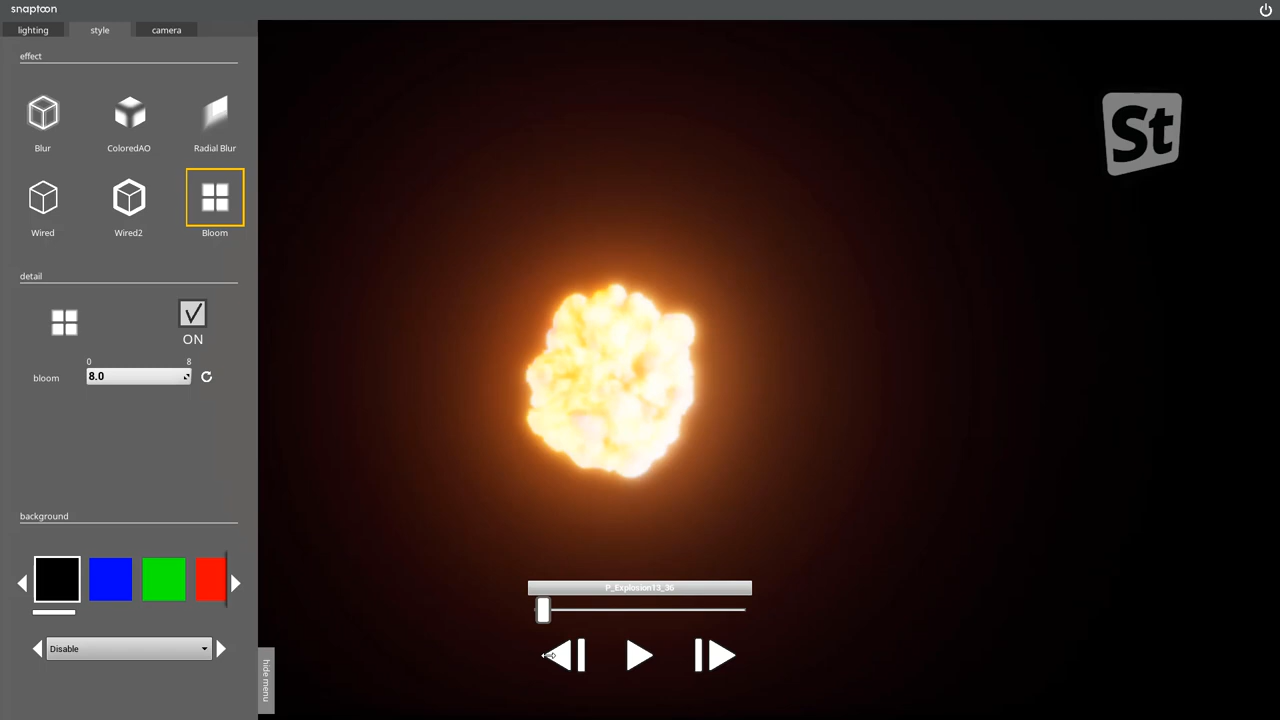 snaptoon
lighting
style
camera
effect
Blur
ColoredAO
Radial Blur
Wired
Wired2
Bloom
detail
ON
0
8
bloom
8.0
background
Disable
hide menu
St
P_Explosion13_36